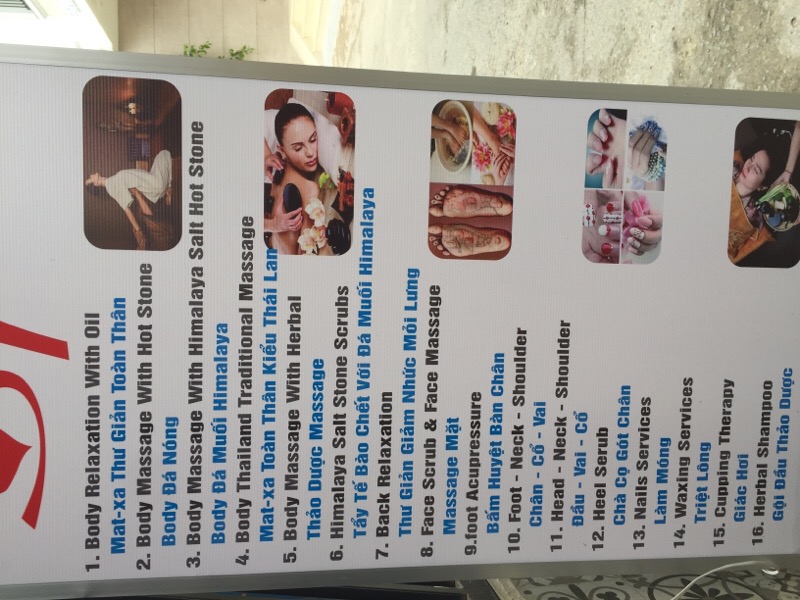 1. Body Relaxation With Oil
Mat-xa Thư Giản Toàn Thân
2. Body Massage With Hot Stone
Body Đá Nóng
3. Body Massage With Himalaya Salt Hot Stone
Body Đá Muối Himalaya
4. Body Thailand Traditional Massage
Mat-xa Toàn Thân Kiểu Thái Lan
5. Body Massage With Herbal
Thảo Dược Massage
6. Himalaya Salt Stone Scrubs
Tẩy Tế Bào Chết Với Đá Muối Himalaya
7. Back Relaxation
Thư Giản Giảm Nhức Mỏi Lưng
8. Face Scrub & Face Massage
Massage Mặt
9.foot Acupressure
Bấm Huyệt Bàn Chân
10. Foot - Neck - Shoulder
Chân - Cổ - Vai
11. Head - Neck - Shoulder
Đầu - Vai - Cổ
12. Heel Serub
Chà Cọ Gót Chân
13. Nails Services
Làm Móng
14. Waxing Services
Triệt Lông
15. Cupping Therapy
Giác Hơi
16. Herbal Shampoo
Gội Đầu Thảo Dược